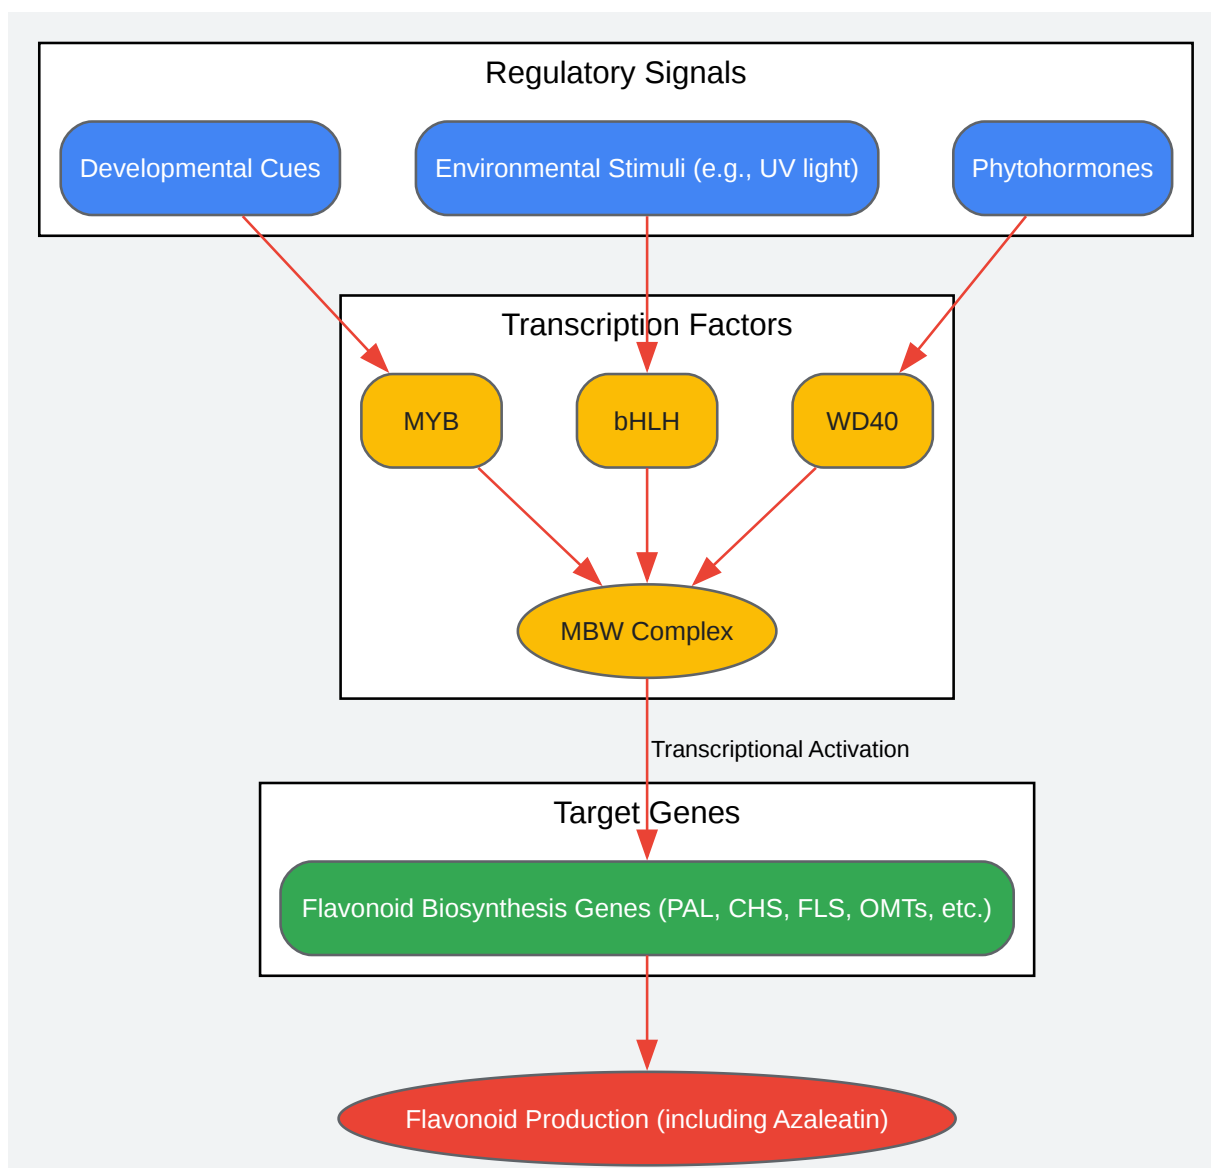 Regulatory Signals
Developmental Cues
Environmental Stimuli (e.g., UV light)
Phytohormones
Transcription Factors
MYB
bHLH
WD40
MBW Complex
Transcriptional Activation
Target Genes
Flavonoid Biosynthesis Genes (PAL, CHS, FLS, OMTs, etc.)
Flavonoid Production (including Azaleatin)